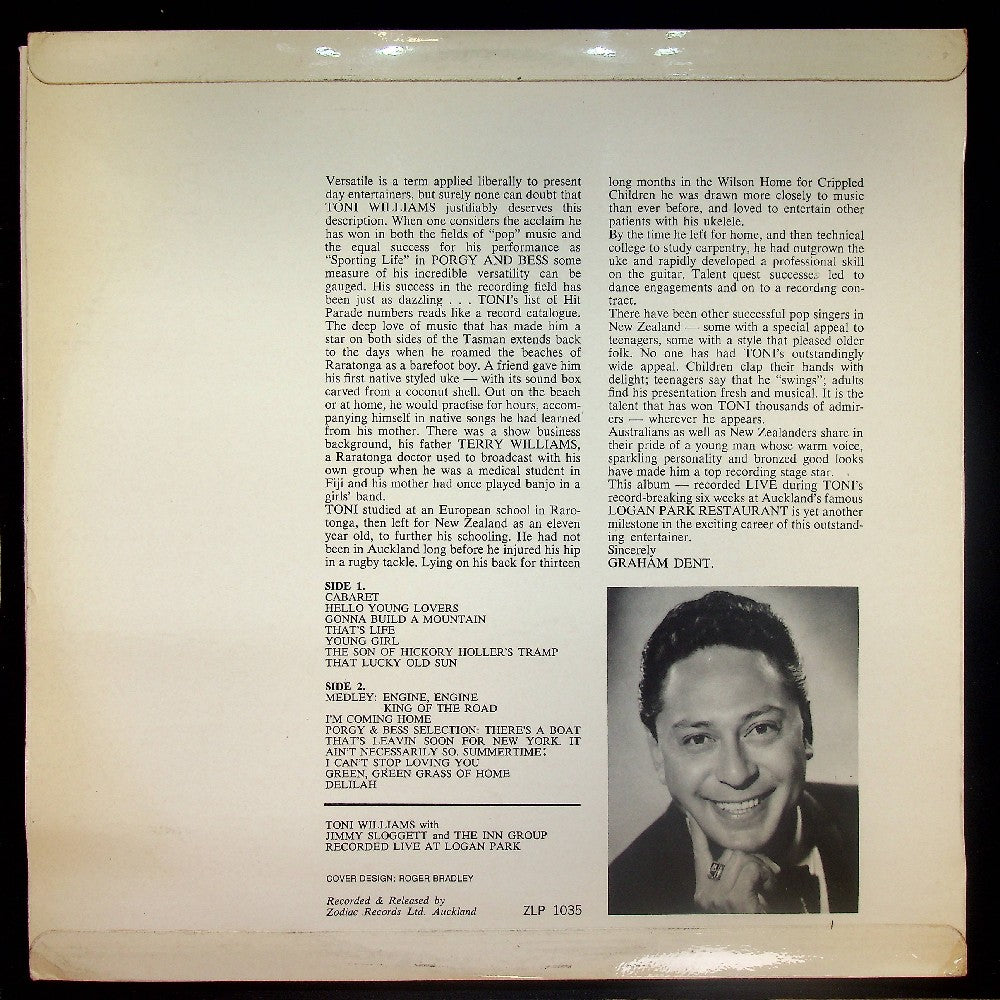 Versatile is a term applied liberally to present
day entertainers, but surely none can doubt that
TONI WILLIAMS justifiably deserves this
description. When one considers the acclaim he
has won in both the fields of "pop" music and
the equal success for his performance as
"Sporting Life" in PORGY AND BESS some
measure of his incredible versatility can be
gauged. His success in the recording field has
been just as dazzling . . . TONI's list of Hit
Parade numbers reads like a record catalogue.
The deep love of music that has made him a
star on both sides of the Tasman extends back
to the days when he roamed the beaches of
Raratonga as a barefoot boy. A friend gave him
his first native styled uke — with its sound box
carved from a coconut shell. Out on the beach
or at home, he would practise for hours, accom-
panying himself in native songs he had learned
from his mother. There was a show business
background, his father TERRY WILLIAMS,
a Raratonga doctor used to broadcast with his
own group when he was a medical student in
Fiji and his mother had once played banjo in a
girls' band.
TONI studied at an European school in Raro-
tonga, then left for New Zealand as an eleven
year old, to further his schooling. He had not
been in Auckland long before he injured his hip
in a rugby tackle. Lying on his back for thirteen
long months in the Wilson Home for Crippled
Children he was drawn more closely to music
than ever before, and loved to entertain other
patients with his ukelele.
By the time he left for home, and then technical
college to study carpentry, he had outgrown the
uke and rapidly developed a professional skill
on the guitar. Talent quest successes led to
dance engagements and on to a recording con-
tract.
There have been other successful pop singers in
New Zealand — some with a special appeal to
teenagers, some with a style that pleased older
folk. No one has had TONI's outstandingly
wide appeal. Children clap their hands with
delight; teenagers say that he "swings"; adults
find his presentation fresh and musical. It is the
talent that has won TONI thousands of admir-
ers — wherever he appears.
Australians as well as New Zealanders share in
their pride of a young man whose warm voice,
sparkling personality and bronzed good looks
have made him a top recording stage star.
This album — recorded LIVE during TONI's
record-breaking six weeks at Auckland's famous
LOGAN PARK RESTAURANT is yet another
milestone in the exciting career of this outstand-
ing entertainer.
Sincerely
GRAHAM DENT.
SIDE 1.
CABARET
HELLO YOUNG LOVERS
GONNA BUILD A MOUNTAIN
THAT'S LIFE
YOUNG GIRL
THE SON OF HICKORY HOLLER'S TRAMP
THAT LUCKY OLD SUN
SIDE 2.
MEDLEY: ENGINE, ENGINE
KING OF THE ROAD
I'M COMING HOME
PORGY & BESS SELECTION: THERE'S A BOAT
THAT'S LEAVIN SOON FOR NEW YORK. IT
AIN'T NECESSARILY SO. SUMMERTIME:
I CAN'T STOP LOVING YOU
GREEN, GREEN GRASS OF HOME
DELILAH
TONI WILLIAMS with
JIMMY SLOGGETT and THE INN GROUP
RECORDED LIVE AT LOGAN PARK
COVER DESIGN: ROGER BRADLEY
Recorded & Released by
Zodiac Records Ltd. Auckland ZLP 1035